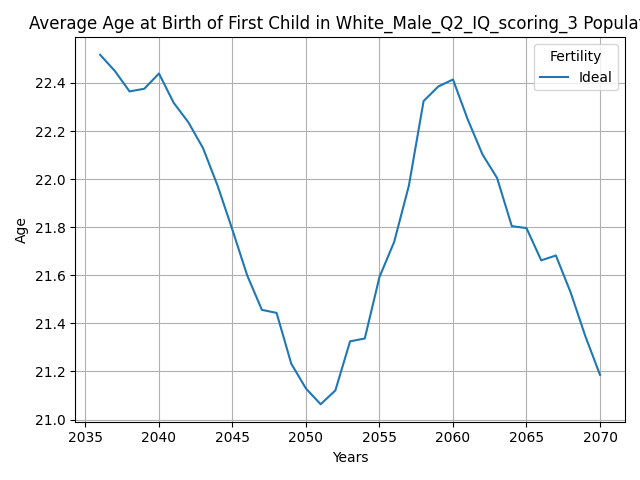 Average Age at Birth of First Child in White_Male_Q2_IQ_scoring_3 Popula
Fertility
Ideal
22.4
22.2
22.0
21.8
21.6
21.4
21.2
21.0
Age
2035 2040 2045 2050 2055 2060 2065 2070
Years